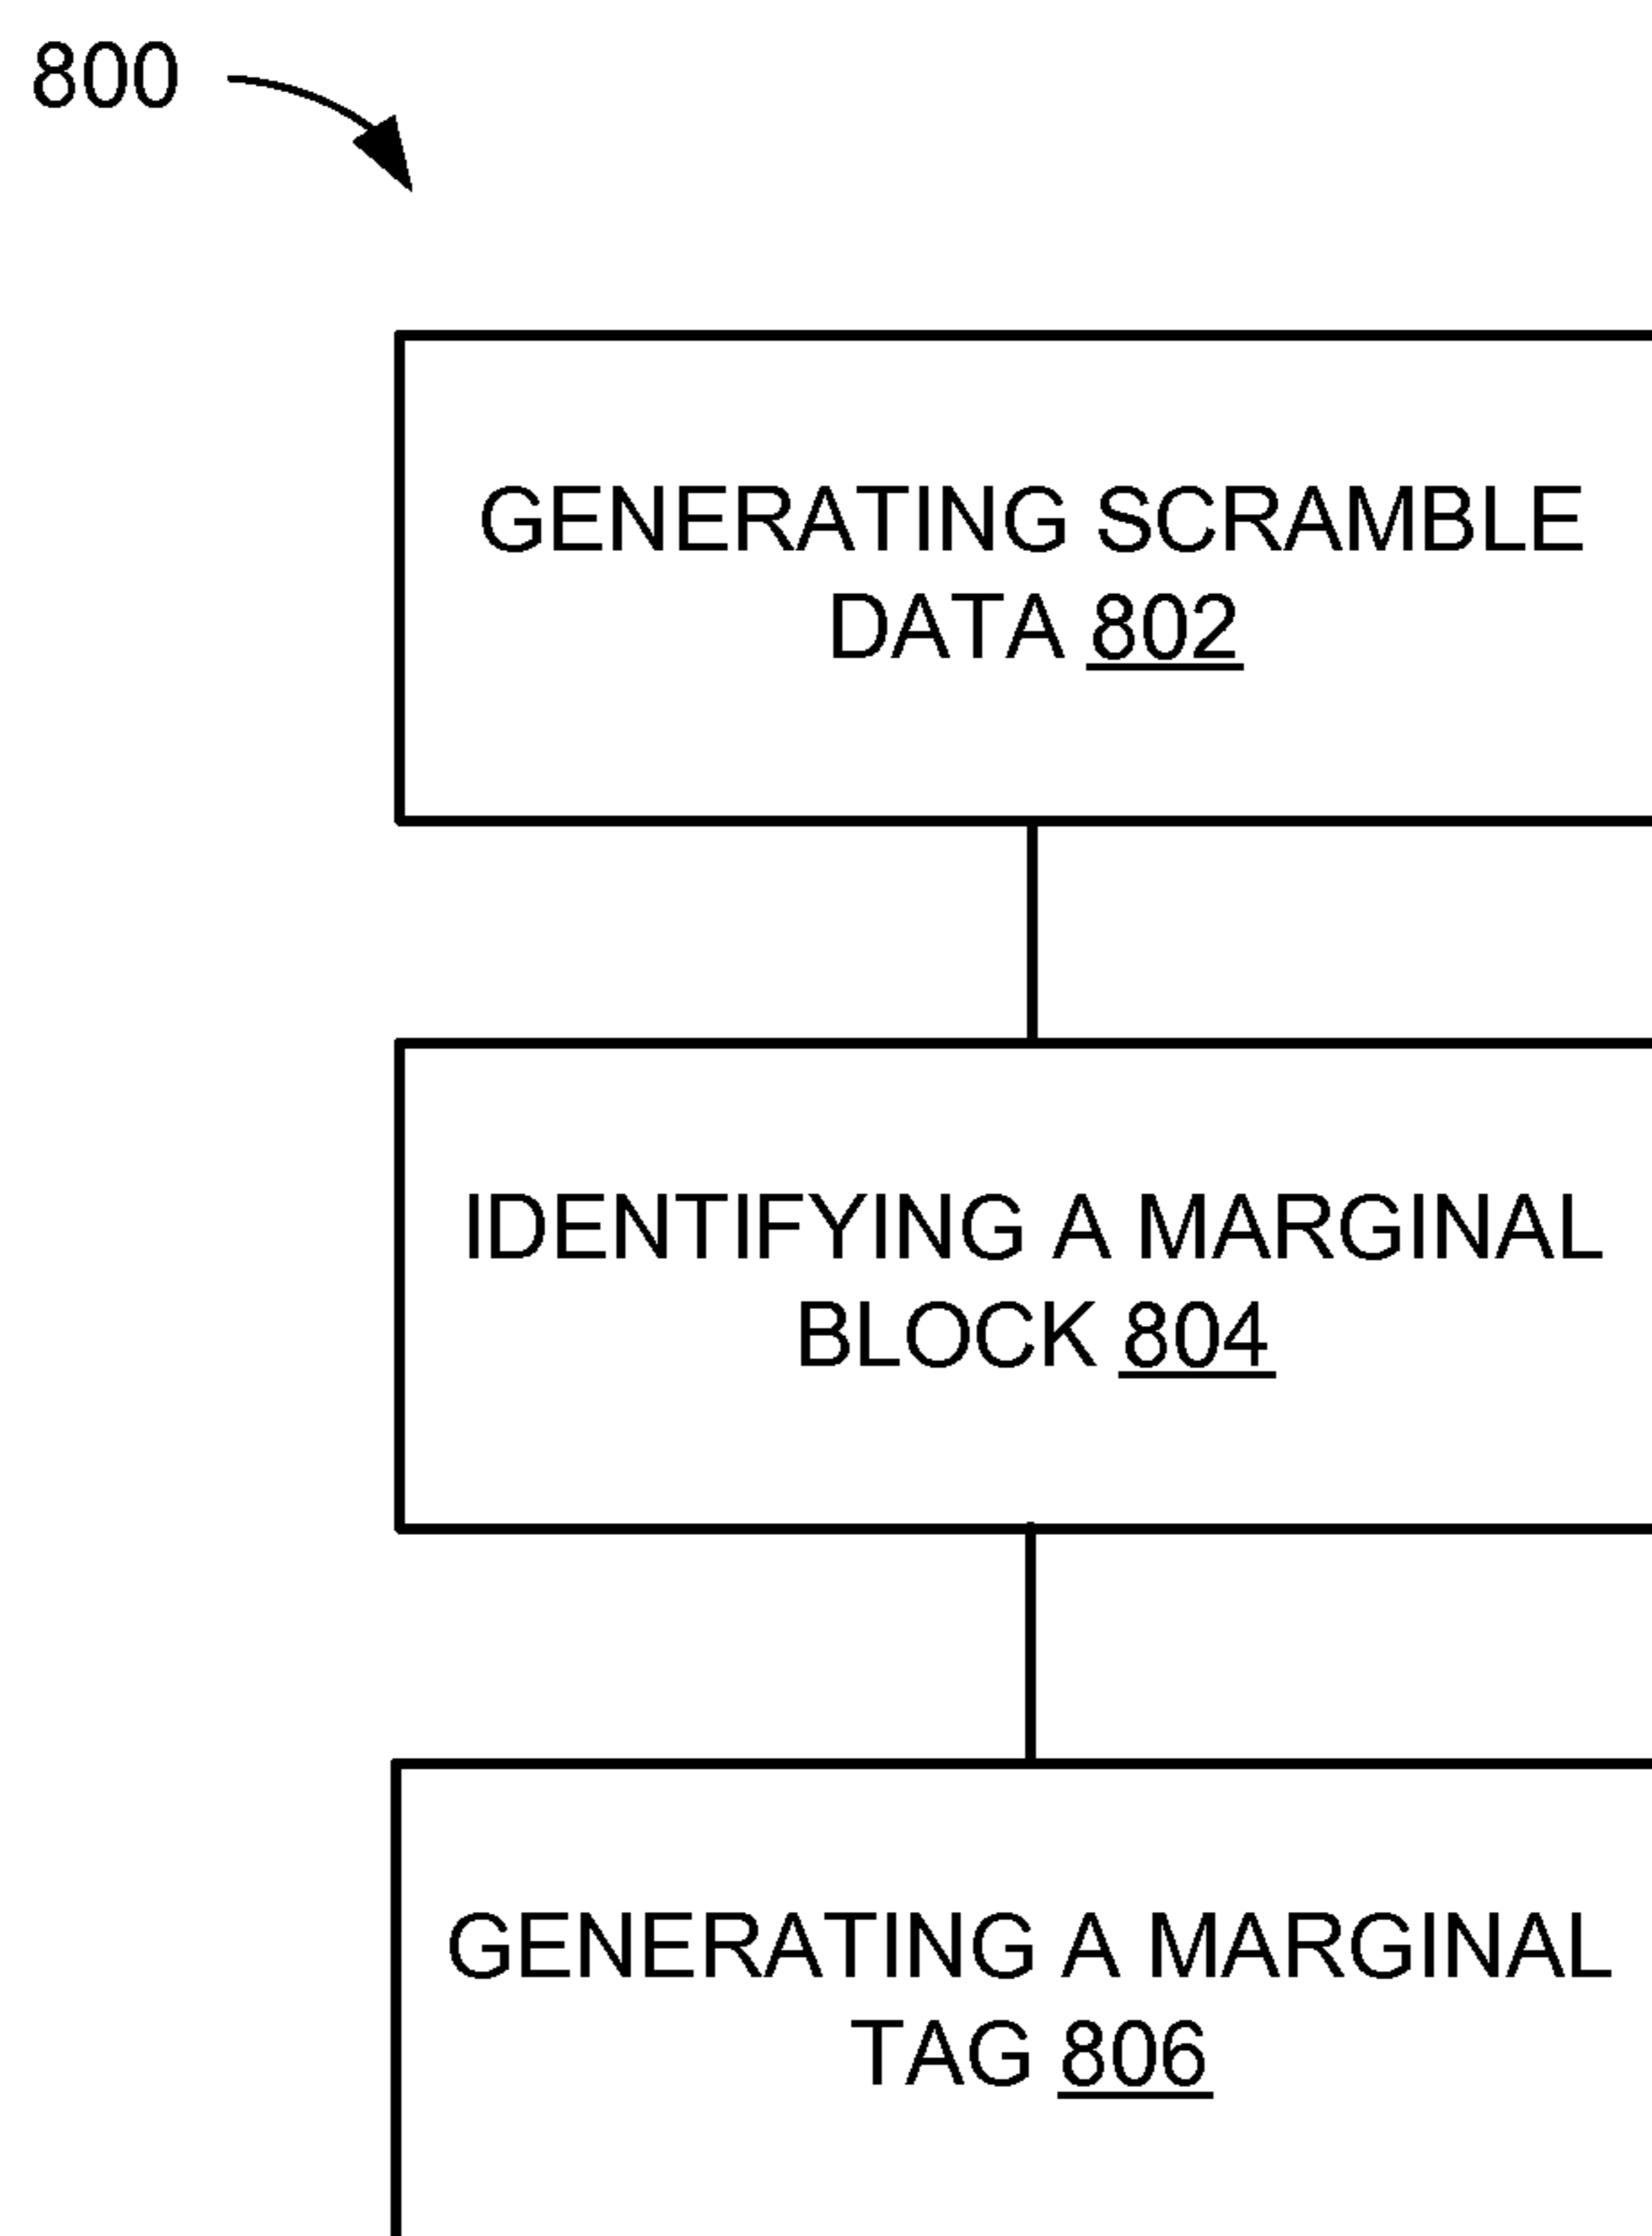 800
GENERATING SCRAMBLE
DATA 802
IDENTIFYING A MARGINAL
BLOCK 804
GENERATING A MARGINAL
TAG 806